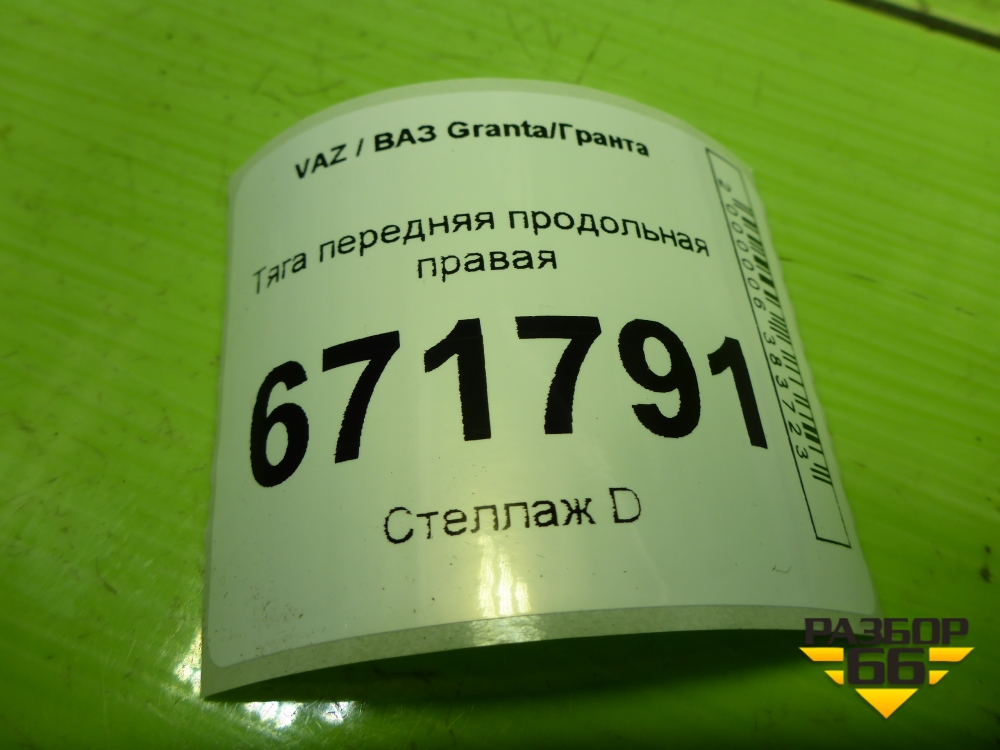 VAZ / ВАЗ Granta/Гранта
Тяга передняя продольная
правая
671791
Стеллаж D
2000006383723
РАЗБОР
66